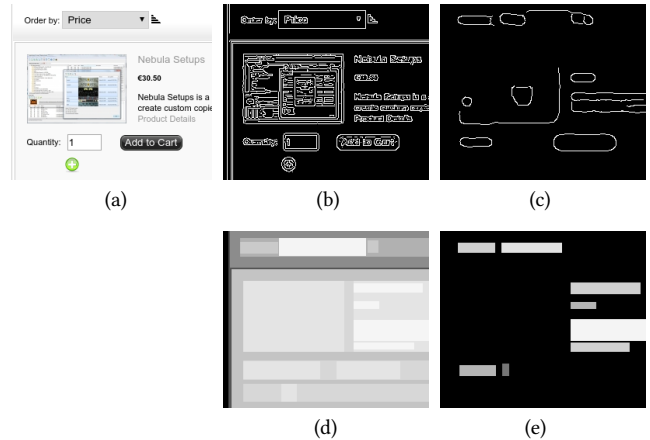 Order by: Price
Nebula Setups
€30.50
Nebula Setups is a
create custom copie
Product Details
Quantity: 1 Add to Cart
Order by: Price
Nebula Setups
€30.50
Nebula Setups is a
create custom copie
Product Details
Quantity: 1 Add to Cart
(a) (b) (c)
(d) (e)